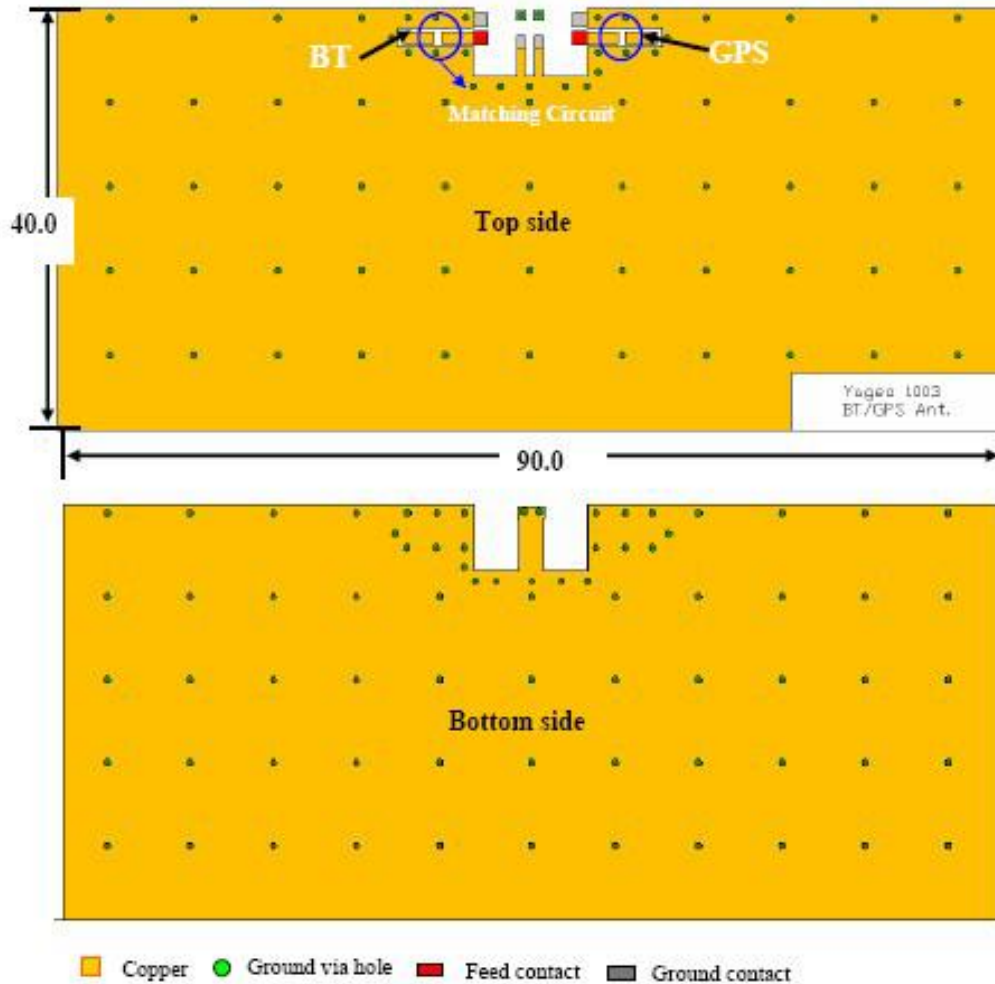 BT
GPS
Matching Circuit
40.0
Top side
Yageo 1003
BT/GPS Ant.
90.0
Bottom side
Copper Ground via hole Feed contact Ground contact